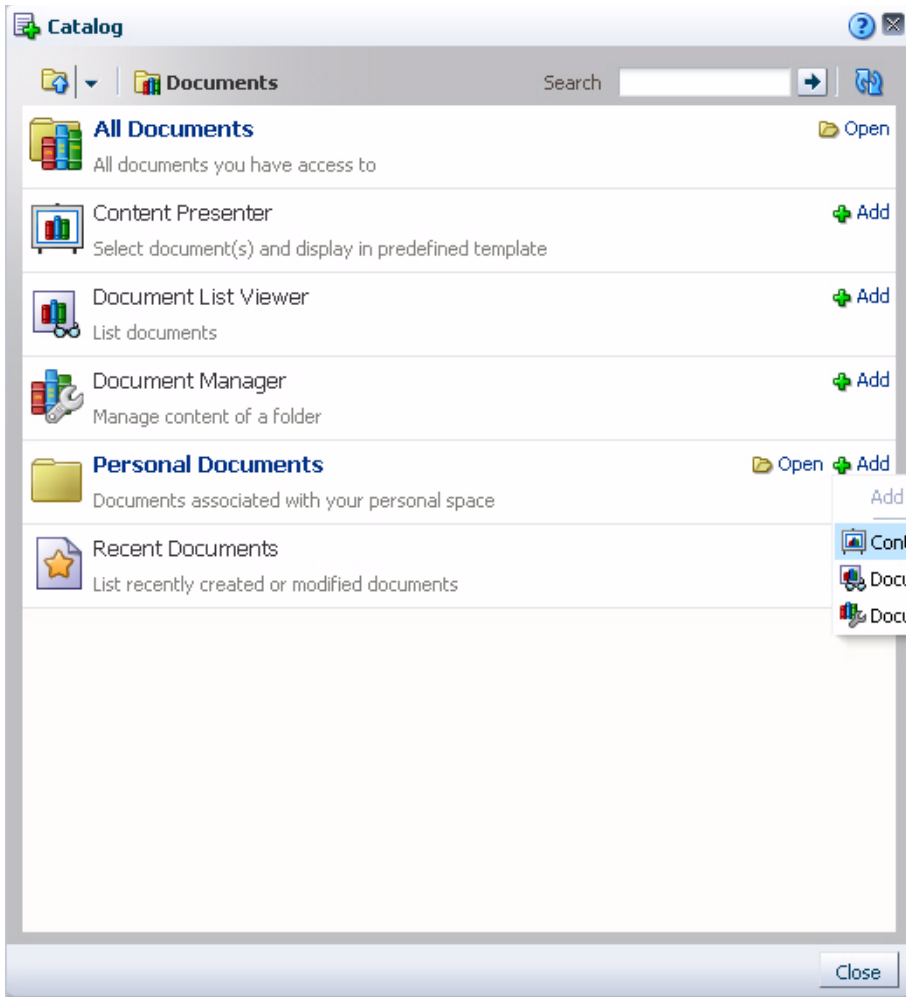 Catalog
Documents Search
All Documents Open
All documents you have access to
Content Presenter Add
Select document(s) and display in predefined template
Document List Viewer Add
List documents
Document Manager Add
Manage content of a folder
Personal Documents Open Add
Documents associated with your personal space
Add
Recent Documents
List recently created or modified documents
Close